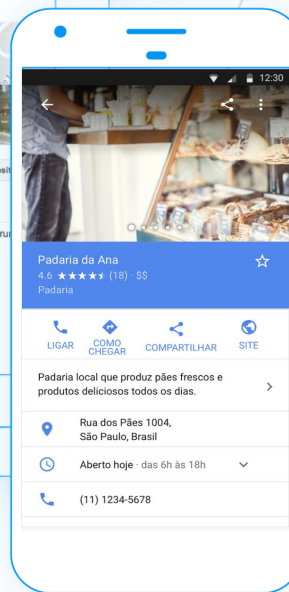 12:30
Padaria da Ana
4.6 ★★★★★ (18) · $$
Padaria
LIGAR
COMO
CHEGAR
COMPARTILHAR
SITE
Padaria local que produz pães frescos e
produtos deliciosos todos os dias.
Rua dos Pães 1004,
São Paulo, Brasil
Aberto hoje · das 6h às 18h
(11) 1234-5678